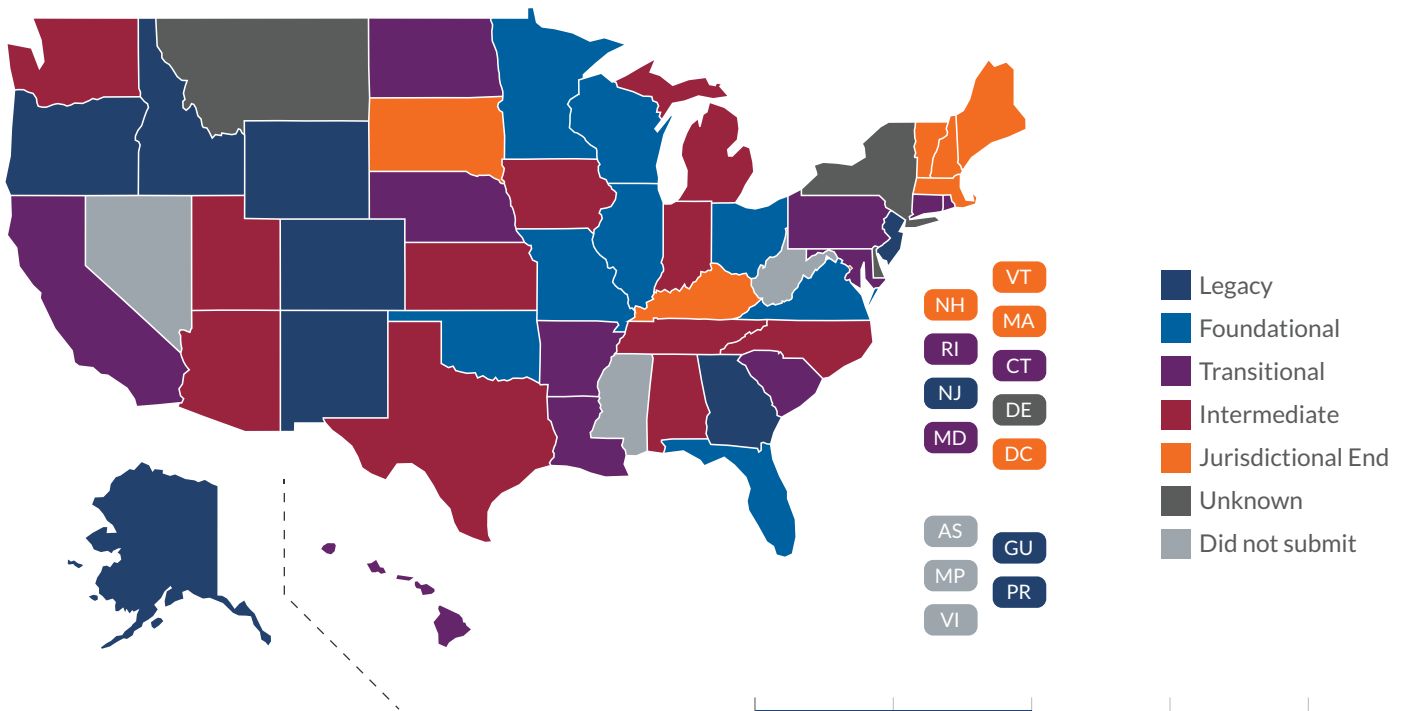 VT
NH
MA
RI
CT
NJ
DE
MD
DC
AS
GU
MP
PR
VI
Legacy
Foundational
Transitional
Intermediate
Jurisdictional End
Unknown
Did not submit